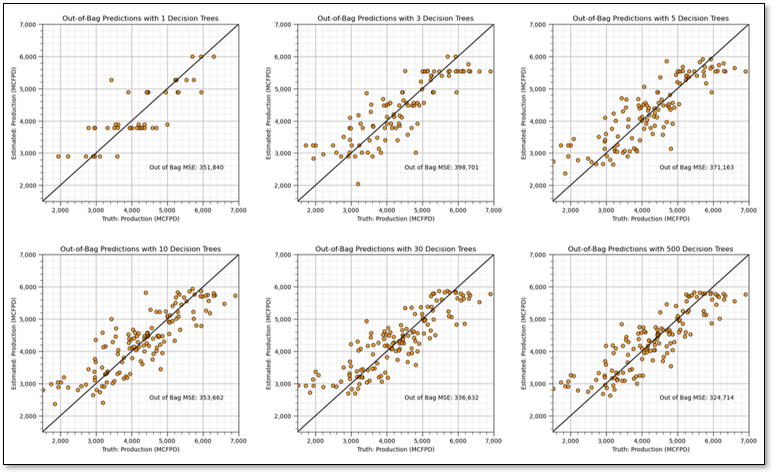 Out-of-Bag Predictions with 1 Decision Trees
Out-of-Bag Predictions with 3 Decision Trees
Out-of-Bag Predictions with 5 Decision Trees
7,000
6,000
5,000
4,000
3,000
2,000
Estimated: Production (MCFPD)
Out of Bag MSE: 351,840
2,000 3,000 4,000 5,000 6,000 7,000
Truth: Production (MCFPD)
7,000
6,000
5,000
4,000
3,000
2,000
Estimated: Production (MCFPD)
Out of Bag MSE: 398,701
2,000 3,000 4,000 5,000 6,000 7,000
Truth: Production (MCFPD)
7,000
6,000
5,000
4,000
3,000
2,000
Estimated: Production (MCFPD)
Out of Bag MSE: 371,163
2,000 3,000 4,000 5,000 6,000 7,000
Truth: Production (MCFPD)
Out-of-Bag Predictions with 10 Decision Trees
Out-of-Bag Predictions with 30 Decision Trees
Out-of-Bag Predictions with 500 Decision Trees
7,000
6,000
5,000
4,000
3,000
2,000
Estimated: Production (MCFPD)
Out of Bag MSE: 353,662
2,000 3,000 4,000 5,000 6,000 7,000
Truth: Production (MCFPD)
7,000
6,000
5,000
4,000
3,000
2,000
Estimated: Production (MCFPD)
Out of Bag MSE: 336,632
2,000 3,000 4,000 5,000 6,000 7,000
Truth: Production (MCFPD)
7,000
6,000
5,000
4,000
3,000
2,000
Estimated: Production (MCFPD)
Out of Bag MSE: 324,714
2,000 3,000 4,000 5,000 6,000 7,000
Truth: Production (MCFPD)